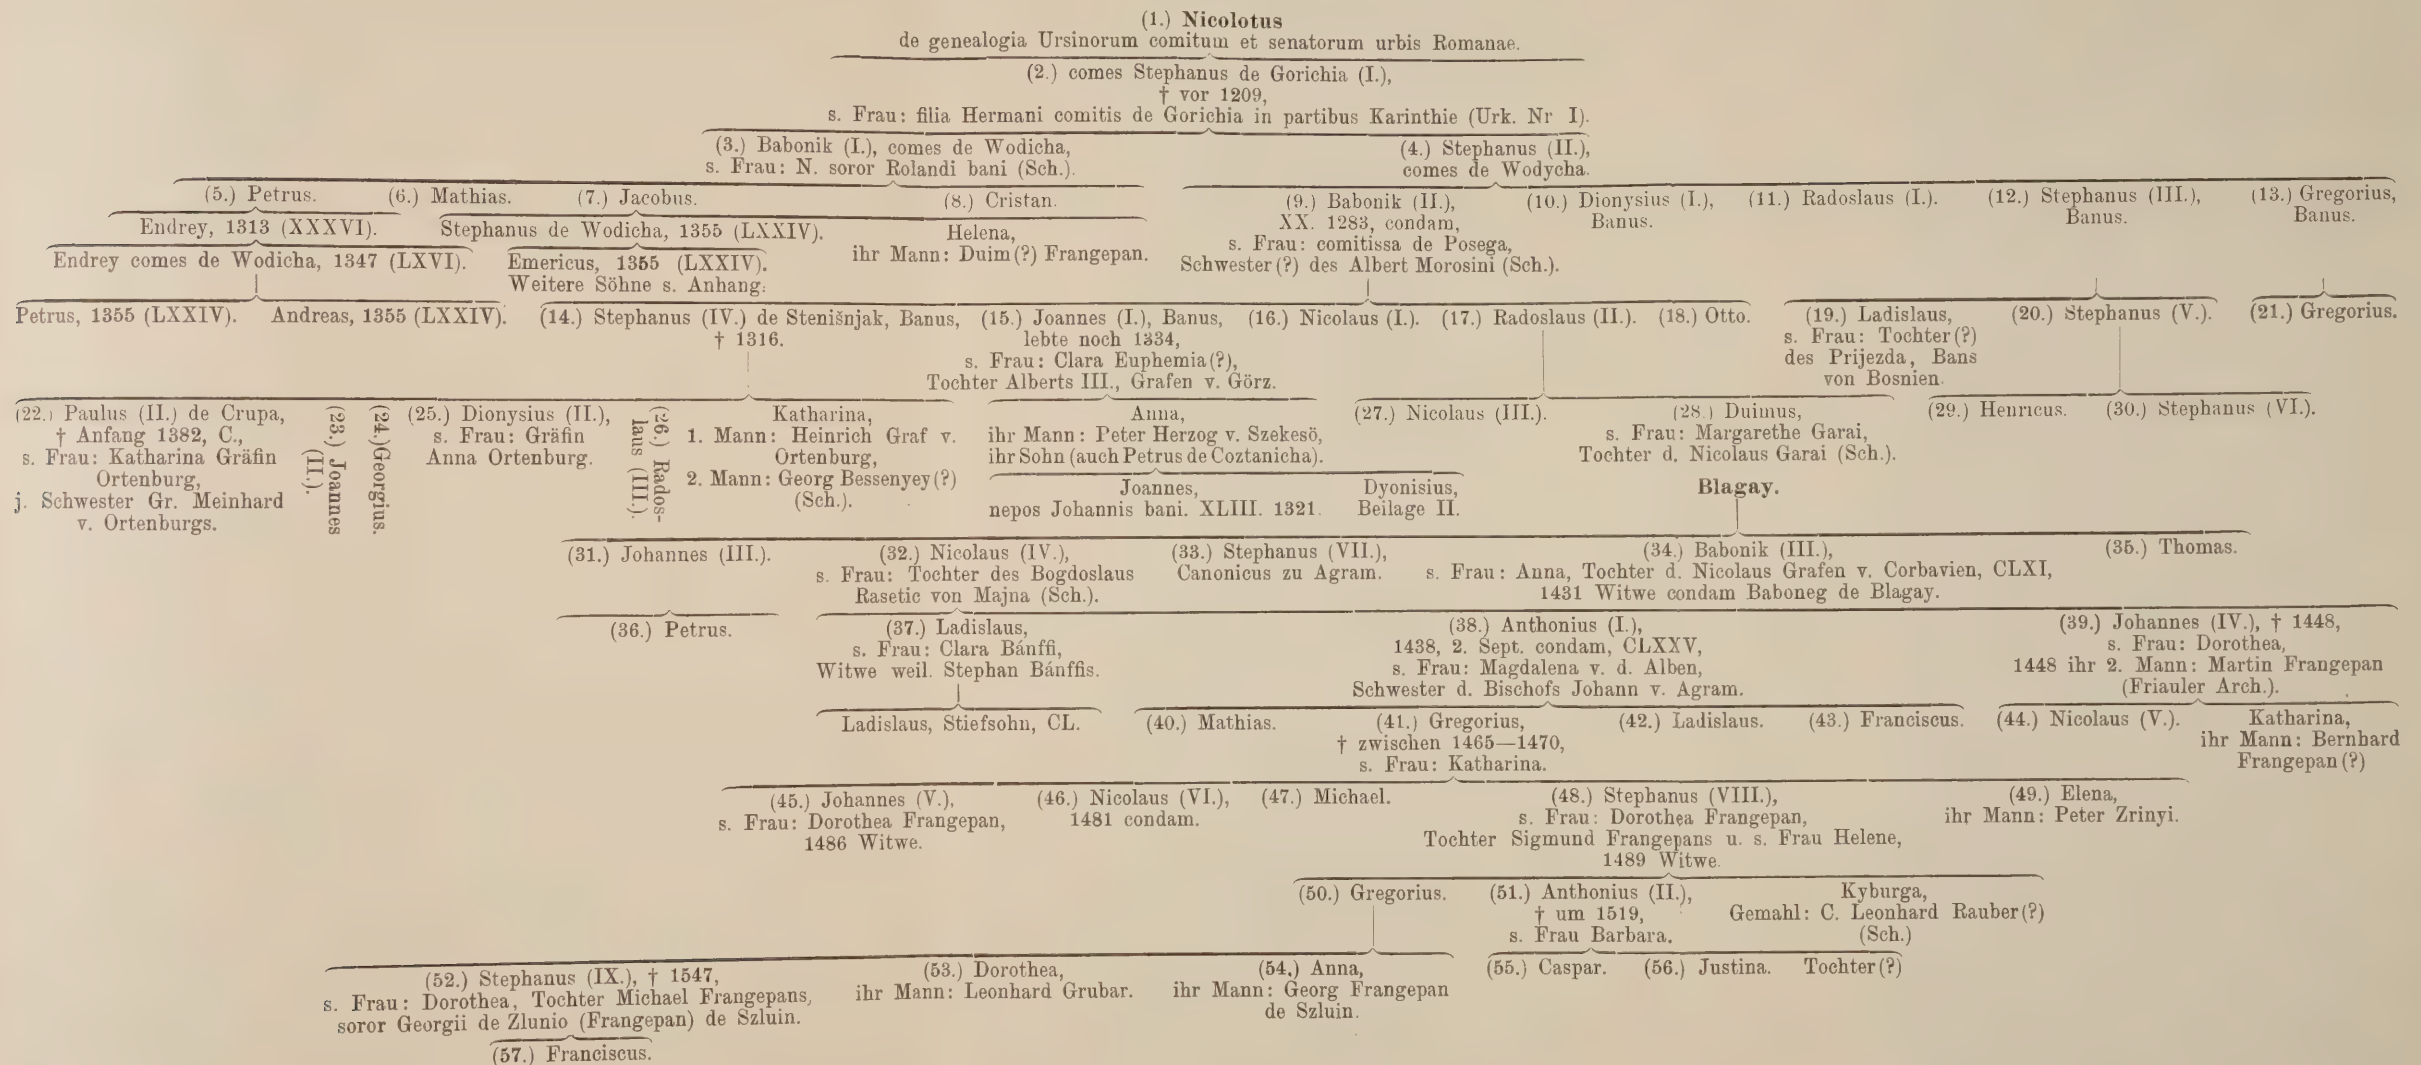 (1.) Nicolotus
de genealogia Ursinorum comitum et senatorum urbis Romanae.
(2.) comes Stephanus de Gorichia (I.),
† vor 1209,
s. Frau: filia Hermani comitis de Gorichia in partibus Karinthie (Urk. Nr I).
(3.) Babonik (I.), comes de Wodicha,
s. Frau: N. soror Rolandi bani (Sch.).
(4.) Stephanus (II.),
comes de Wodycha.
(5.) Petrus.
(6.) Mathias.
(7.) Jacobus.
(8.) Cristan.
(9.) Babonik (II.),
XX. 1283, condam,
s. Frau: comitissa de Posega,
Schwester(?) des Albert Morosini (Sch.).
(10.) Dionysius (I.),
Banus.
(11.) Radoslaus (I.).
(12.) Stephanus (III.),
Banus.
(13.) Gregorius,
Banus.
Endrey, 1313 (XXXVI).
Stephanus de Wodicha, 1355 (LXXIV).
Helena,
ihr Mann: Duim(?) Frangepan.
Endrey comes de Wodicha, 1347 (LXVI).
Emericus, 1355 (LXXIV).
Weitere Söhne s. Anhang.
Petrus, 1355 (LXXIV).
Andreas, 1355 (LXXIV).
(14.) Stephanus (IV.) de Stenišnjak, Banus,
† 1316.
(15.) Joannes (I.), Banus,
lebte noch 1334,
s. Frau: Clara Euphemia(?),
Tochter Alberts III., Grafen v. Görz.
(16.) Nicolaus (I.).
(17.) Radoslaus (II.).
(18.) Otto.
(19.) Ladislaus,
s. Frau: Tochter(?)
des Prijezda, Bans
von Bosnien.
(20.) Stephanus (V.).
(21.) Gregorius.
(22.) Paulus (II.) de Crupa,
† Anfang 1382, C.,
s. Frau: Katharina Gräfin
Ortenburg,
j. Schwester Gr. Meinhard
v. Ortenburgs.
(23.) Joannes
(II.).
(24.) Georgius.
(25.) Dionysius (II.),
s. Frau: Gräfin
Anna Ortenburg.
(26.) Rados-
laus (III.).
Katharina,
1. Mann: Heinrich Graf v.
Ortenburg,
2. Mann: Georg Bessenyey(?)
(Sch.).
Anna,
ihr Mann: Peter Herzog v. Szekesö,
ihr Sohn (auch Petrus de Coztanicha).
(27.) Nicolaus (III.).
(28.) Duimus,
s. Frau: Margarethe Garai,
Tochter d. Nicolaus Garai (Sch.).
(29.) Henricus.
(30.) Stephanus (VI.).
Joannes,
nepos Johannis bani. XLIII. 1321.
Dyonisius,
Beilage II.
Blagay.
(31.) Johannes (III.).
(32.) Nicolaus (IV.),
s. Frau: Tochter des Bogdoslaus
Rasetic von Majna (Sch.).
(33.) Stephanus (VII.),
Canonicus zu Agram.
(34.) Babonik (III.),
s. Frau: Anna, Tochter d. Nicolaus Grafen v. Corbavien, CLXI,
1431 Witwe condam Baboneg de Blagay.
(35.) Thomas.
(36.) Petrus.
(37.) Ladislaus,
s. Frau: Clara Bánffi,
Witwe weil. Stephan Bánffis.
(38.) Anthonius (I.),
1438, 2. Sept. condam, CLXXV,
s. Frau: Magdalena v. d. Alben,
Schwester d. Bischofs Johann v. Agram.
(39.) Johannes (IV.), † 1448,
s. Frau: Dorothea,
1448 ihr 2. Mann: Martin Frangepan
(Friauler Arch.).
Ladislaus, Stiefsohn, CL.
(40.) Mathias.
(41.) Gregorius,
† zwischen 1465—1470,
s. Frau: Katharina.
(42.) Ladislaus.
(43.) Franciscus.
(44.) Nicolaus (V.).
Katharina,
ihr Mann: Bernhard
Frangepan(?)
(45.) Johannes (V.),
s. Frau: Dorothea Frangepan,
1486 Witwe.
(46.) Nicolaus (VI.),
1481 condam.
(47.) Michael.
(48.) Stephanus (VIII.),
s. Frau: Dorothea Frangepan,
Tochter Sigmund Frangepans u. s. Frau Helene,
1489 Witwe.
(49.) Elena,
ihr Mann: Peter Zrinyi.
(50.) Gregorius.
(51.) Anthonius (II.),
† um 1519,
s. Frau Barbara.
Kyburga,
Gemahl: C. Leonhard Rauber(?)
(Sch.)
(52.) Stephanus (IX.), † 1547,
s. Frau: Dorothea, Tochter Michael Frangepans,
soror Georgii de Zlunio (Frangepan) de Szluin.
(53.) Dorothea,
ihr Mann: Leonhard Grubar.
(54.) Anna,
ihr Mann: Georg Frangepan
de Szluin.
(55.) Caspar.
(56.) Justina.
Tochter(?)
(57.) Franciscus.